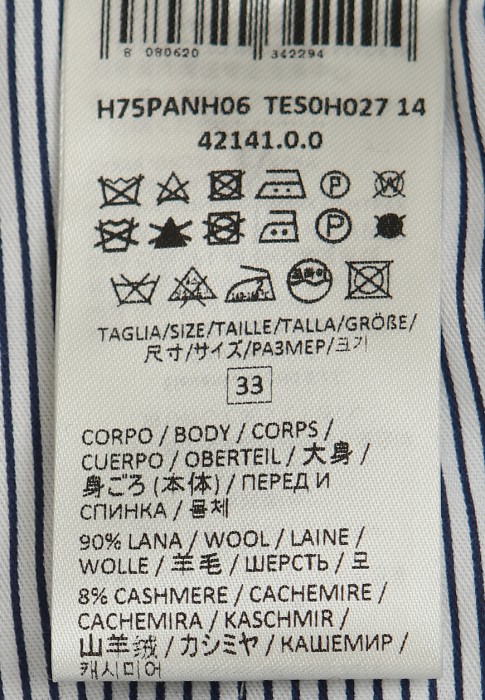 8 080620 342294
H75PANH06 TES0H027 14
42141.0.0
TAGLIA/SIZE/TAILLE/TALLA/GRÖßE/
尺寸/サイズ/РАЗМЕР/크기
33
CORPO / BODY / CORPS /
CUERPO / OBERTEIL / 大身 /
身ごろ (本体) / ПЕРЕД И
СПИНКА / 몸체
90% LANA / WOOL / LAINE /
WOLLE / 羊毛 / ШЕРСТЬ / 모
8% CASHMERE / CACHEMIRE /
CACHEMIRA / KASCHMIR /
山羊绒 / カシミヤ / КАШЕМИР /
캐시미어